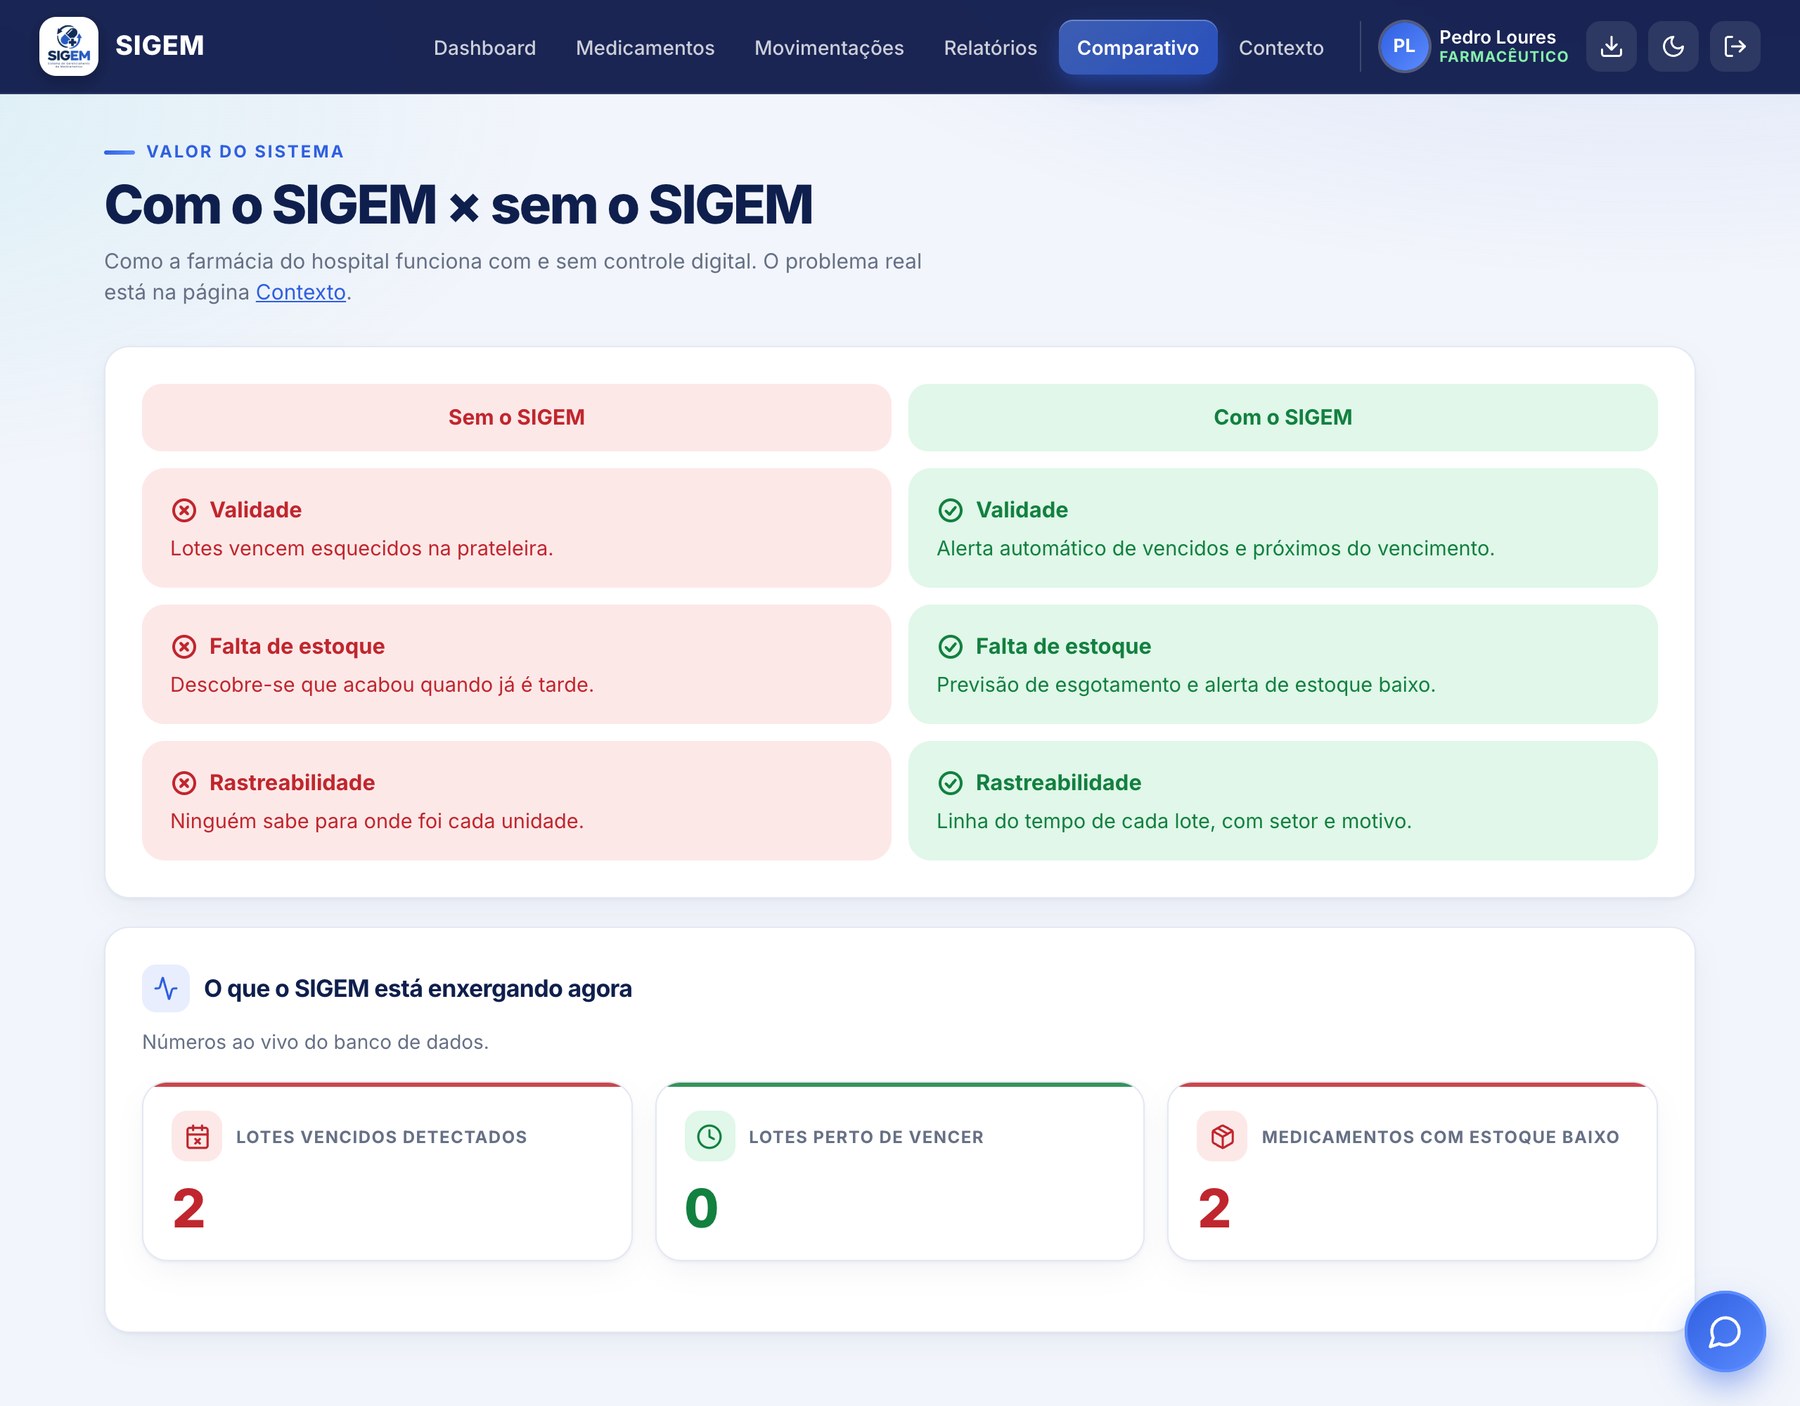 SIGEM
SIGEM
Dashboard
Medicamentos
Movimentações
Relatórios
Comparativo
Contexto
PL
Pedro Loures
FARMACÊUTICO
VALOR DO SISTEMA
Com o SIGEM × sem o SIGEM
Como a farmácia do hospital funciona com e sem controle digital. O problema real
está na página Contexto.
Sem o SIGEM
Com o SIGEM
Validade
Lotes vencem esquecidos na prateleira.
Validade
Alerta automático de vencidos e próximos do vencimento.
Falta de estoque
Descobre-se que acabou quando já é tarde.
Falta de estoque
Previsão de esgotamento e alerta de estoque baixo.
Rastreabilidade
Ninguém sabe para onde foi cada unidade.
Rastreabilidade
Linha do tempo de cada lote, com setor e motivo.
O que o SIGEM está enxergando agora
Números ao vivo do banco de dados.
LOTES VENCIDOS DETECTADOS
2
LOTES PERTO DE VENCER
0
MEDICAMENTOS COM ESTOQUE BAIXO
2